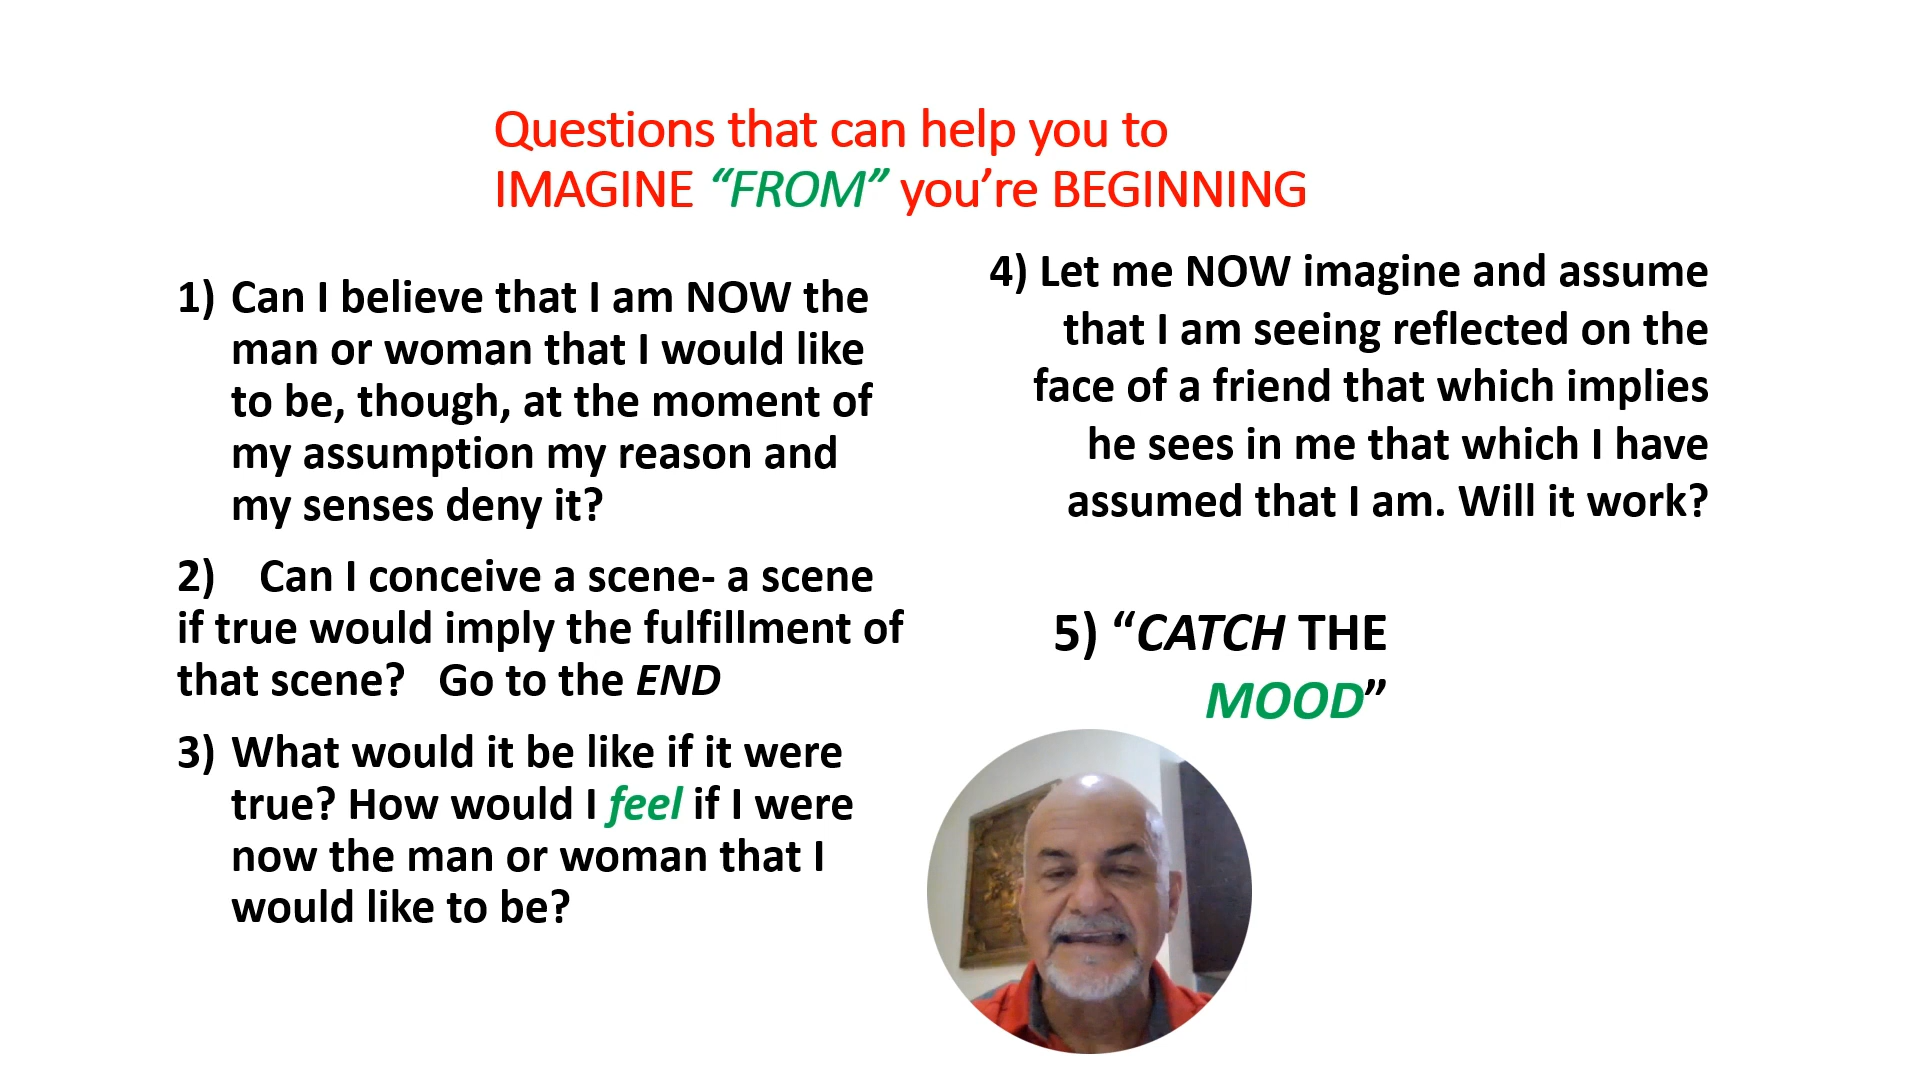 Questions that can help you to
IMAGINE “FROM” you’re BEGINNING
1) Can I believe that I am NOW the
man or woman that I would like
to be, though, at the moment of
my assumption my reason and
my senses deny it?
2) Can I conceive a scene- a scene
if true would imply the fulfillment of
that scene? Go to the END
3) What would it be like if it were
true? How would I feel if I were
now the man or woman that I
would like to be?
4) Let me NOW imagine and assume
that I am seeing reflected on the
face of a friend that which implies
he sees in me that which I have
assumed that I am. Will it work?
5) “CATCH THE
MOOD”